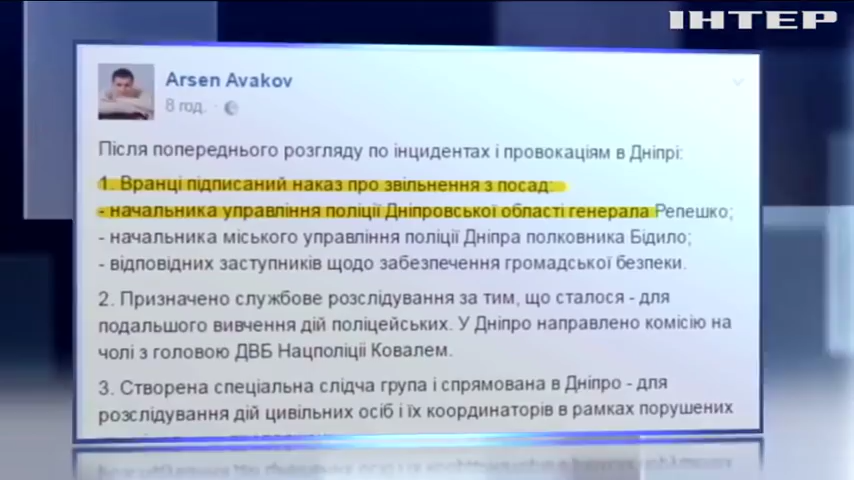 ІНТЕР
Arsen Avakov
8 год. ·
Після попереднього розгляду по інцидентах і провокаціям в Дніпрі:
1. Вранці підписаний наказ про звільнення з посад:
- начальника управління поліції Дніпровської області генерала Репешко;
- начальника міського управління поліції Дніпра полковника Бідило;
- відповідних заступників щодо забезпечення громадської безпеки.
2. Призначено службове розслідування за тим, що сталося - для
подальшого вивчення дій поліцейських. У Дніпро направлено комісію на
чолі з головою ДВБ Нацполіції Ковалем.
3. Створена спеціальна слідча група і спрямована в Дніпро - для
розслідування дій цивільних осіб і їх координаторів в рамках порушених